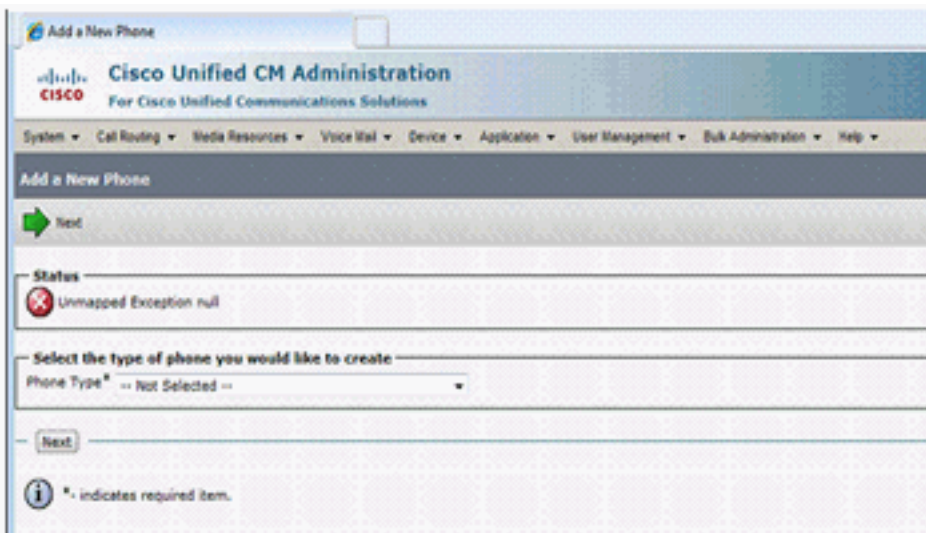 Add a New Phone
CISCO
Cisco Unified CM Administration
For Cisco Unified Communications Solutions
System Call Routing Media Resources Voice Mail Device Application User Management Bulk Administration Help
Add a New Phone
Next
Status
Unmapped Exception null
Select the type of phone you would like to create
Phone Type* -- Not Selected --
Next
*- indicates required item.